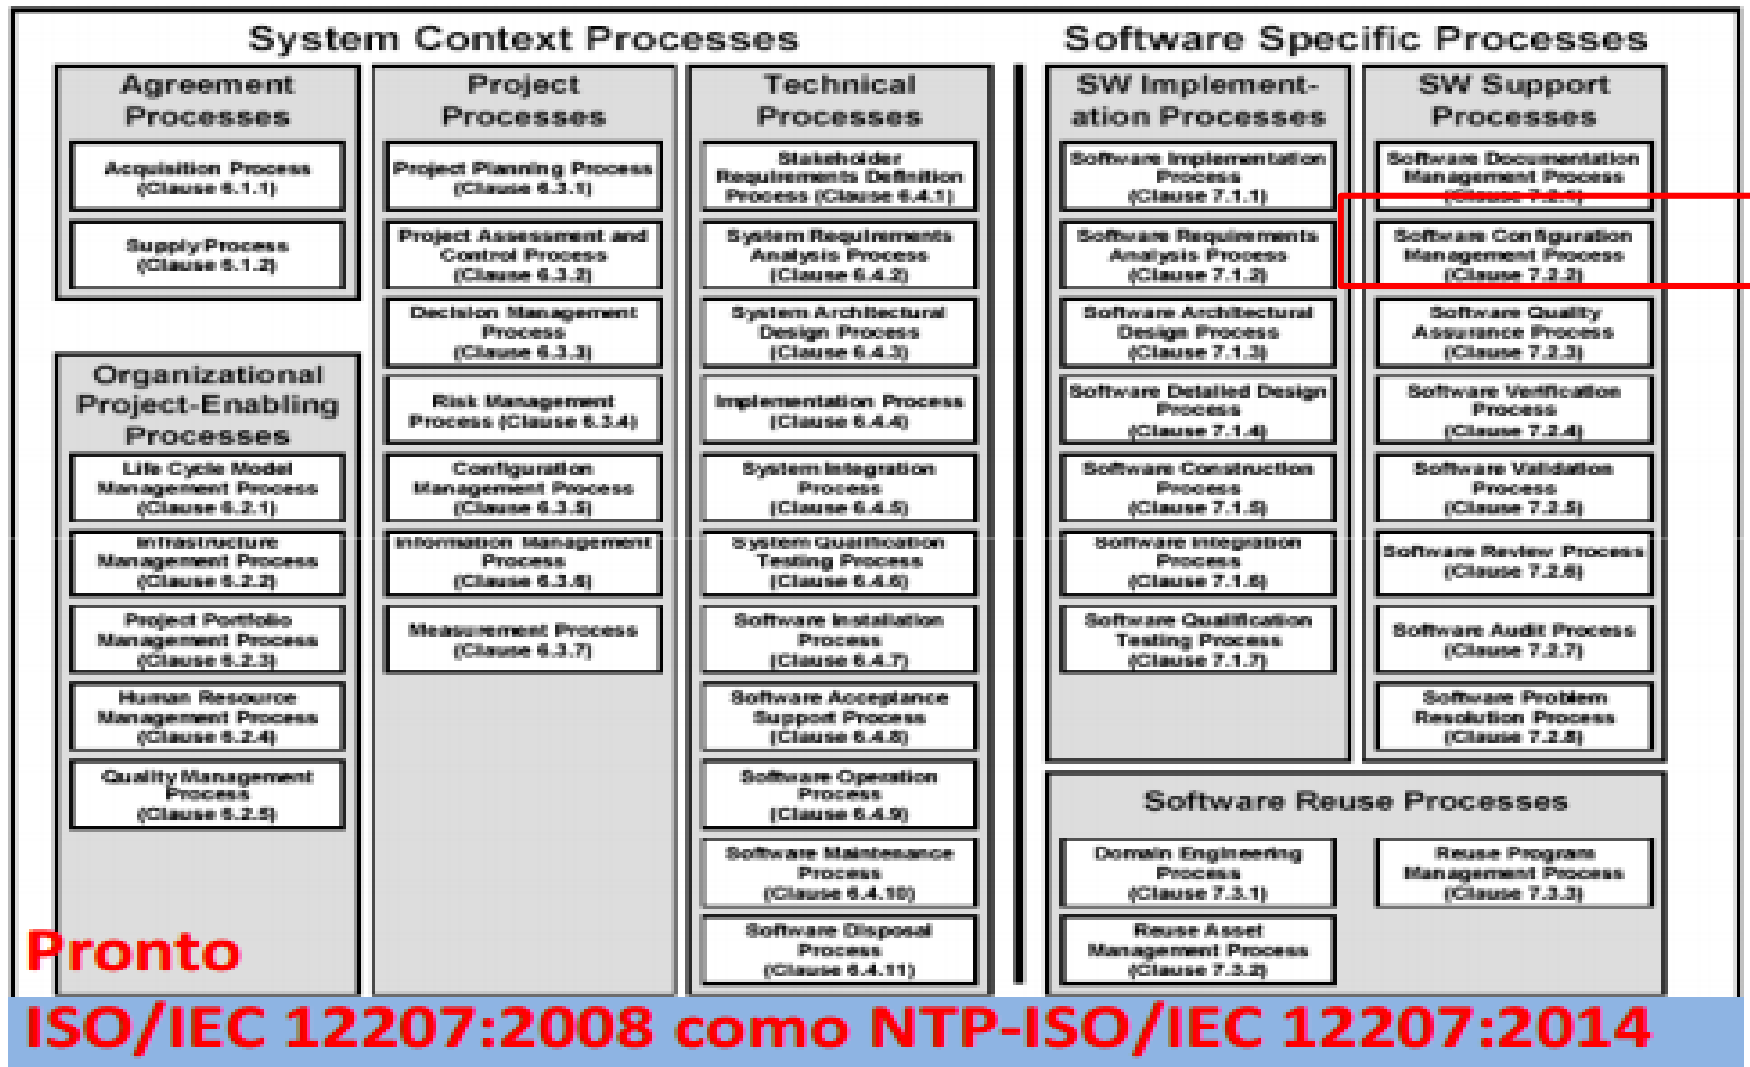 System Context Processes
Software Specific Processes
Agreement
Processes
Acquisition Process
(Clause 6.1.1)
Supply Process
(Clause 6.1.2)
Organizational
Project-Enabling
Processes
Life Cycle Model
Management Process
(Clause 6.2.1)
Infrastructure
Management Process
(Clause 6.2.2)
Project Portfolio
Management Process
(Clause 6.2.3)
Human Resource
Management Process
(Clause 6.2.4)
Quality Management
Process
(Clause 6.2.5)
Project
Processes
Project Planning Process
(Clause 6.3.1)
Project Assessment and
Control Process
(Clause 6.3.2)
Decision Management
Process
(Clause 6.3.3)
Risk Management
Process (Clause 6.3.4)
Configuration
Management Process
(Clause 6.3.5)
Information Management
Process
(Clause 6.3.6)
Measurement Process
(Clause 6.3.7)
Technical
Processes
Stakeholder
Requirements Definition
Process (Clause 6.4.1)
System Requirements
Analysis Process
(Clause 6.4.2)
System Architectural
Design Process
(Clause 6.4.3)
Implementation Process
(Clause 6.4.4)
System Integration
Process
(Clause 6.4.5)
System Qualification
Testing Process
(Clause 6.4.6)
Software Installation
Process
(Clause 6.4.7)
Software Acceptance
Support Process
(Clause 6.4.8)
Software Operation
Process
(Clause 6.4.9)
Software Maintenance
Process
(Clause 6.4.10)
Software Disposal
Process
(Clause 6.4.11)
SW Implement-
ation Processes
Software Implementation
Process
(Clause 7.1.1)
Software Requirements
Analysis Process
(Clause 7.1.2)
Software Architectural
Design Process
(Clause 7.1.3)
Software Detailed Design
Process
(Clause 7.1.4)
Software Construction
Process
(Clause 7.1.5)
Software Integration
Process
(Clause 7.1.6)
Software Qualification
Testing Process
(Clause 7.1.7)
SW Support
Processes
Software Documentation
Management Process
(Clause 7.2.1)
Software Configuration
Management Process
(Clause 7.2.2)
Software Quality
Assurance Process
(Clause 7.2.3)
Software Verification
Process
(Clause 7.2.4)
Software Validation
Process
(Clause 7.2.5)
Software Review Process
(Clause 7.2.6)
Software Audit Process
(Clause 7.2.7)
Software Problem
Resolution Process
(Clause 7.2.8)
Software Reuse Processes
Domain Engineering
Process
(Clause 7.3.1)
Reuse Asset
Management Process
(Clause 7.3.2)
Reuse Program
Management Process
(Clause 7.3.3)
Pronto
ISO/IEC 12207:2008 como NTP-ISO/IEC 12207:2014